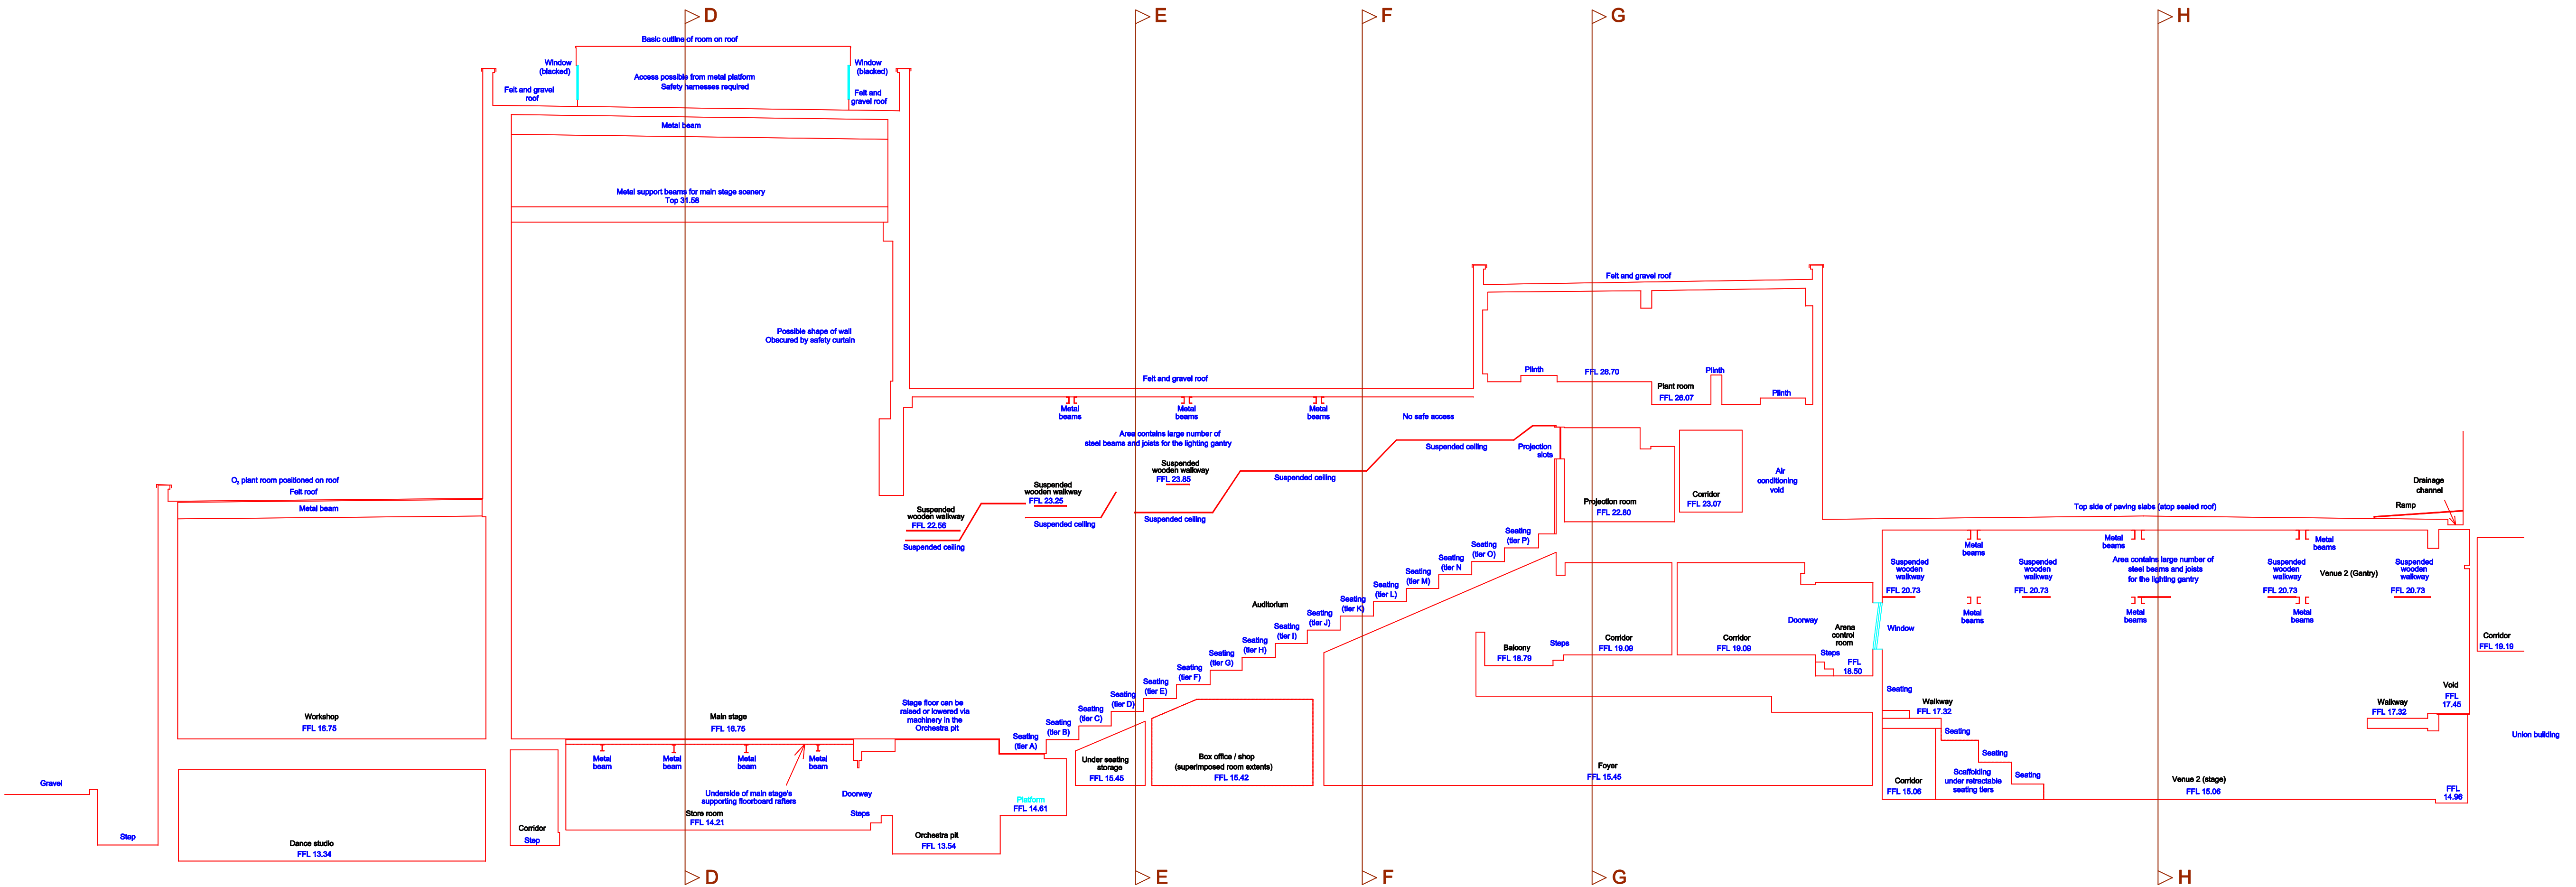 D
E
F
G
H
Basic outline of room on roof
Window
(blacked)
Access possible from metal platform
Safety harnesses required
Window
(blacked)
Felt and gravel
roof
Felt and
gravel roof
Metal beam
Metal support beams for main stage scenery
Top 31.58
Possible shape of wall
Obscured by safety curtain
Felt and gravel roof
Felt and gravel roof
Plinth
FFL 26.70
Plant room
FFL 26.07
Plinth
Plinth
Metal
beams
Metal
beams
Metal
beams
No safe access
Area contains large number of
steel beams and joists for the lighting gantry
Suspended ceiling
Projection
slots
Suspended
wooden walkway
FFL 23.85
Suspended ceiling
Suspended
wooden walkway
FFL 23.25
Suspended ceiling
Suspended ceiling
Suspended
wooden walkway
FFL 22.56
Suspended ceiling
Projection room
FFL 22.80
Corridor
FFL 23.07
Air
conditioning
void
O, plant room positioned on roof
Felt roof
Metal beam
Drainage
channel
Ramp
Top side of paving slabs (stop sealed roof)
Metal
beams
Metal
beams
Metal
beams
Area contains large number of
steel beams and joists
for the lighting gantry
Suspended
wooden
walkway
FFL 20.73
Suspended
wooden
walkway
FFL 20.73
Suspended
wooden
walkway
FFL 20.73
Venue 2 (Gantry)
Suspended
wooden
walkway
FFL 20.73
Metal
beams
Metal
beams
Metal
beams
Seating
(tier P)
Seating
(tier O)
Seating
(tier N
Seating
(tier M)
Seating
(tier L)
Seating
(tier K)
Seating
(tier J)
Seating
(tier I)
Seating
(tier H)
Seating
(tier G)
Seating
(tier F)
Seating
(tier E)
Seating
(tier D)
Seating
(tier C)
Seating
(tier B)
Seating
(tier A)
Auditorium
Balcony
FFL 18.79
Steps
Corridor
FFL 19.09
Corridor
FFL 19.09
Doorway
Arena
control
room
Steps
FFL
18.50
Window
Corridor
FFL 19.19
Seating
Walkway
FFL 17.32
Walkway
FFL 17.32
Void
FFL
17.45
Union building
Seating
Seating
Seating
Workshop
FFL 16.75
Main stage
FFL 16.75
Stage floor can be
raised or lowered via
machinery in the
Orchestra pit
Metal
beam
Metal
beam
Metal
beam
Metal
beam
Underside of main stage's
supporting floorboard rafters
Under seating
storage
FFL 15.45
Box office / shop
(superimposed room extents)
FFL 15.42
Foyer
FFL 15.45
Corridor
FFL 15.06
Scaffolding
under retractable
seating tiers
Venue 2 (stage)
FFL 15.06
FFL
14.96
Gravel
Step
Dance studio
FFL 13.34
Corridor
Step
Store room
FFL 14.21
Doorway
Steps
Platform
FFL 14.61
Orchestra pit
FFL 13.54
D
E
F
G
H